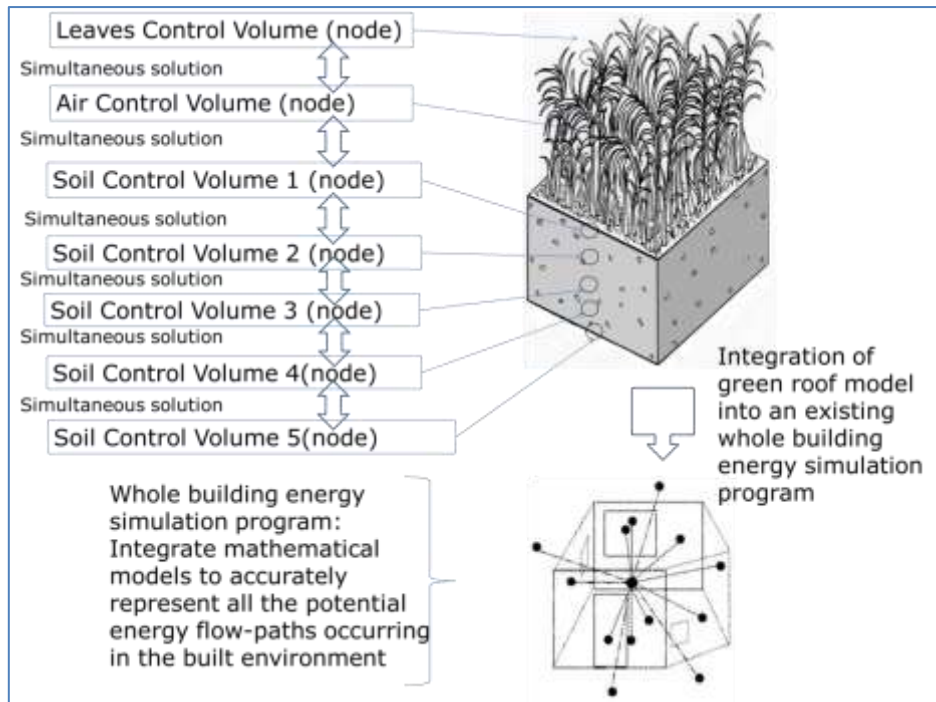 Leaves Control Volume (node)
Simultaneous solution
Air Control Volume (node)
Simultaneous solution
Soil Control Volume 1 (node)
Simultaneous solution
Soil Control Volume 2 (node)
Simultaneous solution
Soil Control Volume 3 (node)
Simultaneous solution
Soil Control Volume 4(node)
Simultaneous solution
Soil Control Volume 5(node)
Integration of
green roof model
into an existing
whole building
energy simulation
program
Whole building energy
simulation program:
Integrate mathematical
models to accurately
represent all the potential
energy flow-paths occurring
in the built environment